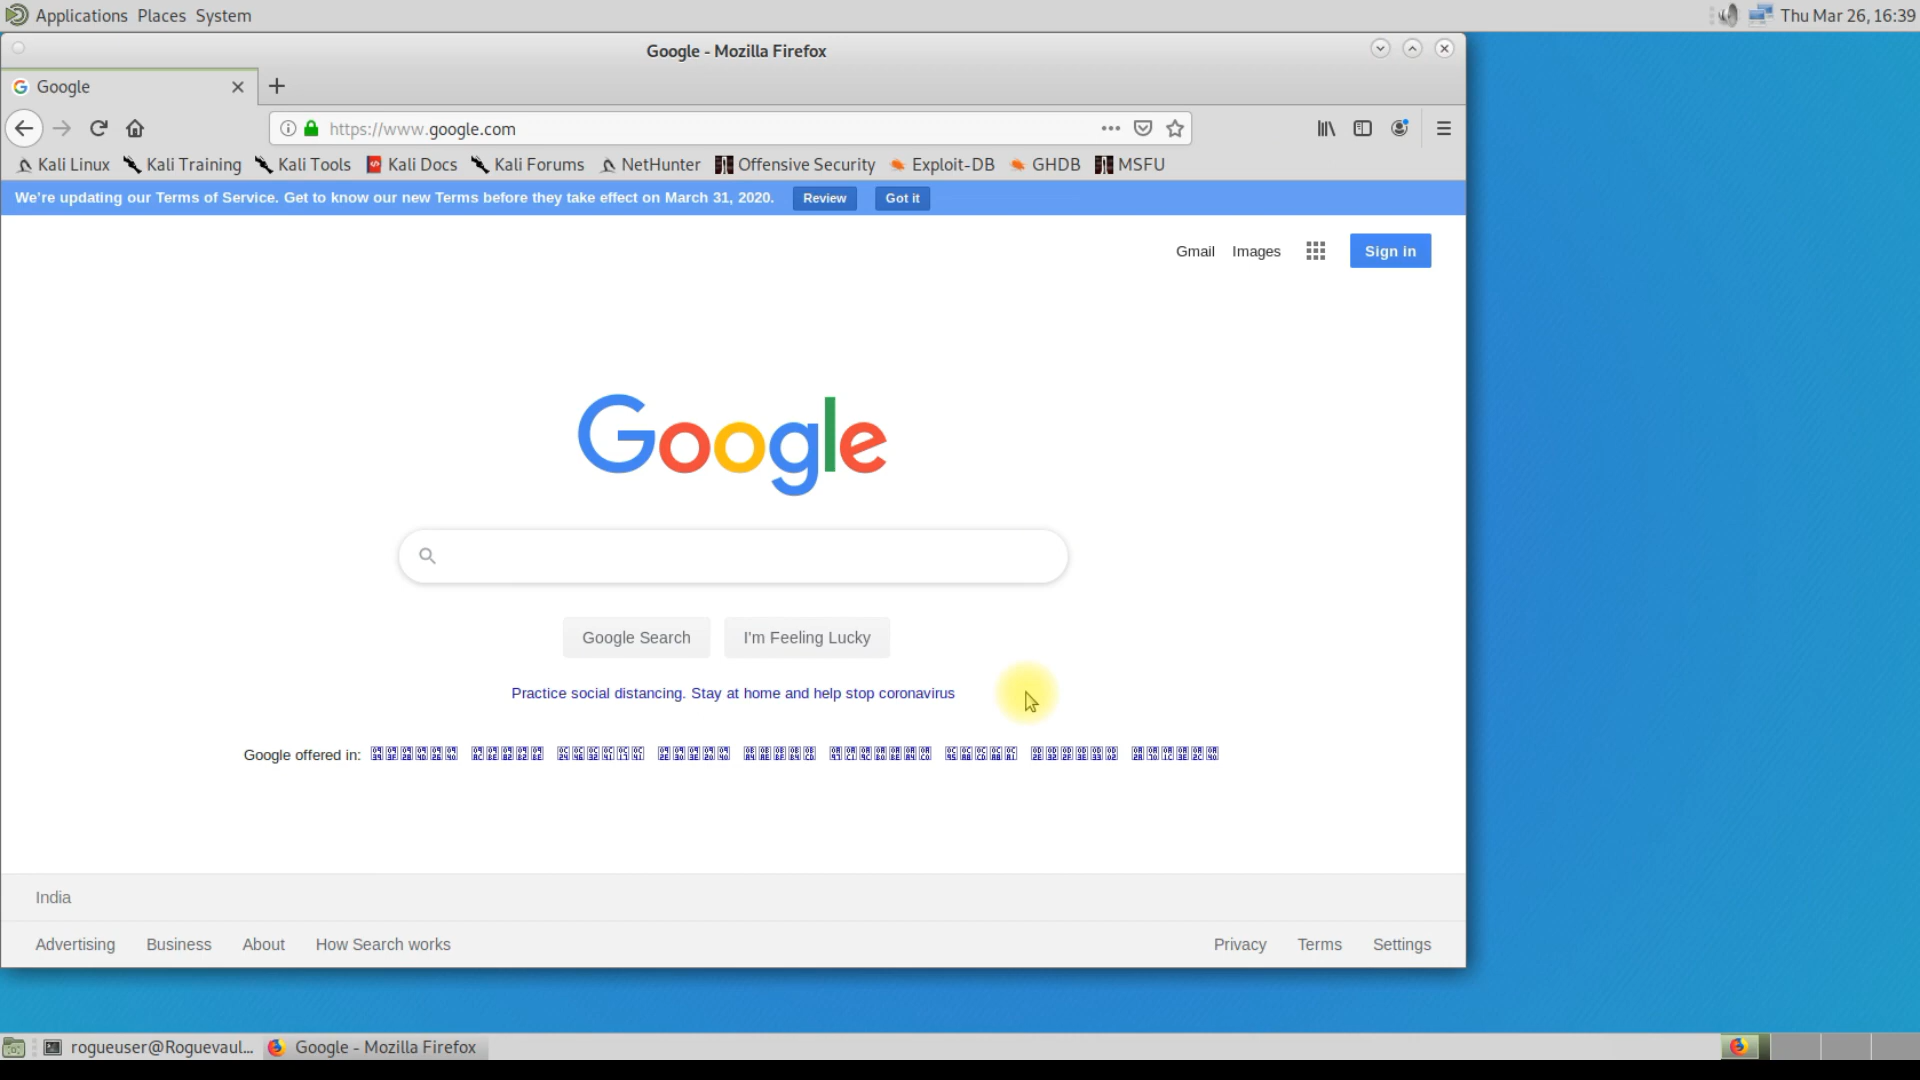 Applications Places System Thu Mar 26, 16:39
Google - Mozilla Firefox
Google
https://www.google.com
Kali Linux Kali Training Kali Tools Kali Docs Kali Forums NetHunter Offensive Security Exploit-DB GHDB MSFU
We're updating our Terms of Service. Get to know our new Terms before they take effect on March 31, 2020. Review Got it
Gmail Images Sign in
Google
Google Search I'm Feeling Lucky
Practice social distancing. Stay at home and help stop coronavirus
Google offered in:
India
Advertising Business About How Search works Privacy Terms Settings
rogueuser@Roguevaul... Google - Mozilla Firefox